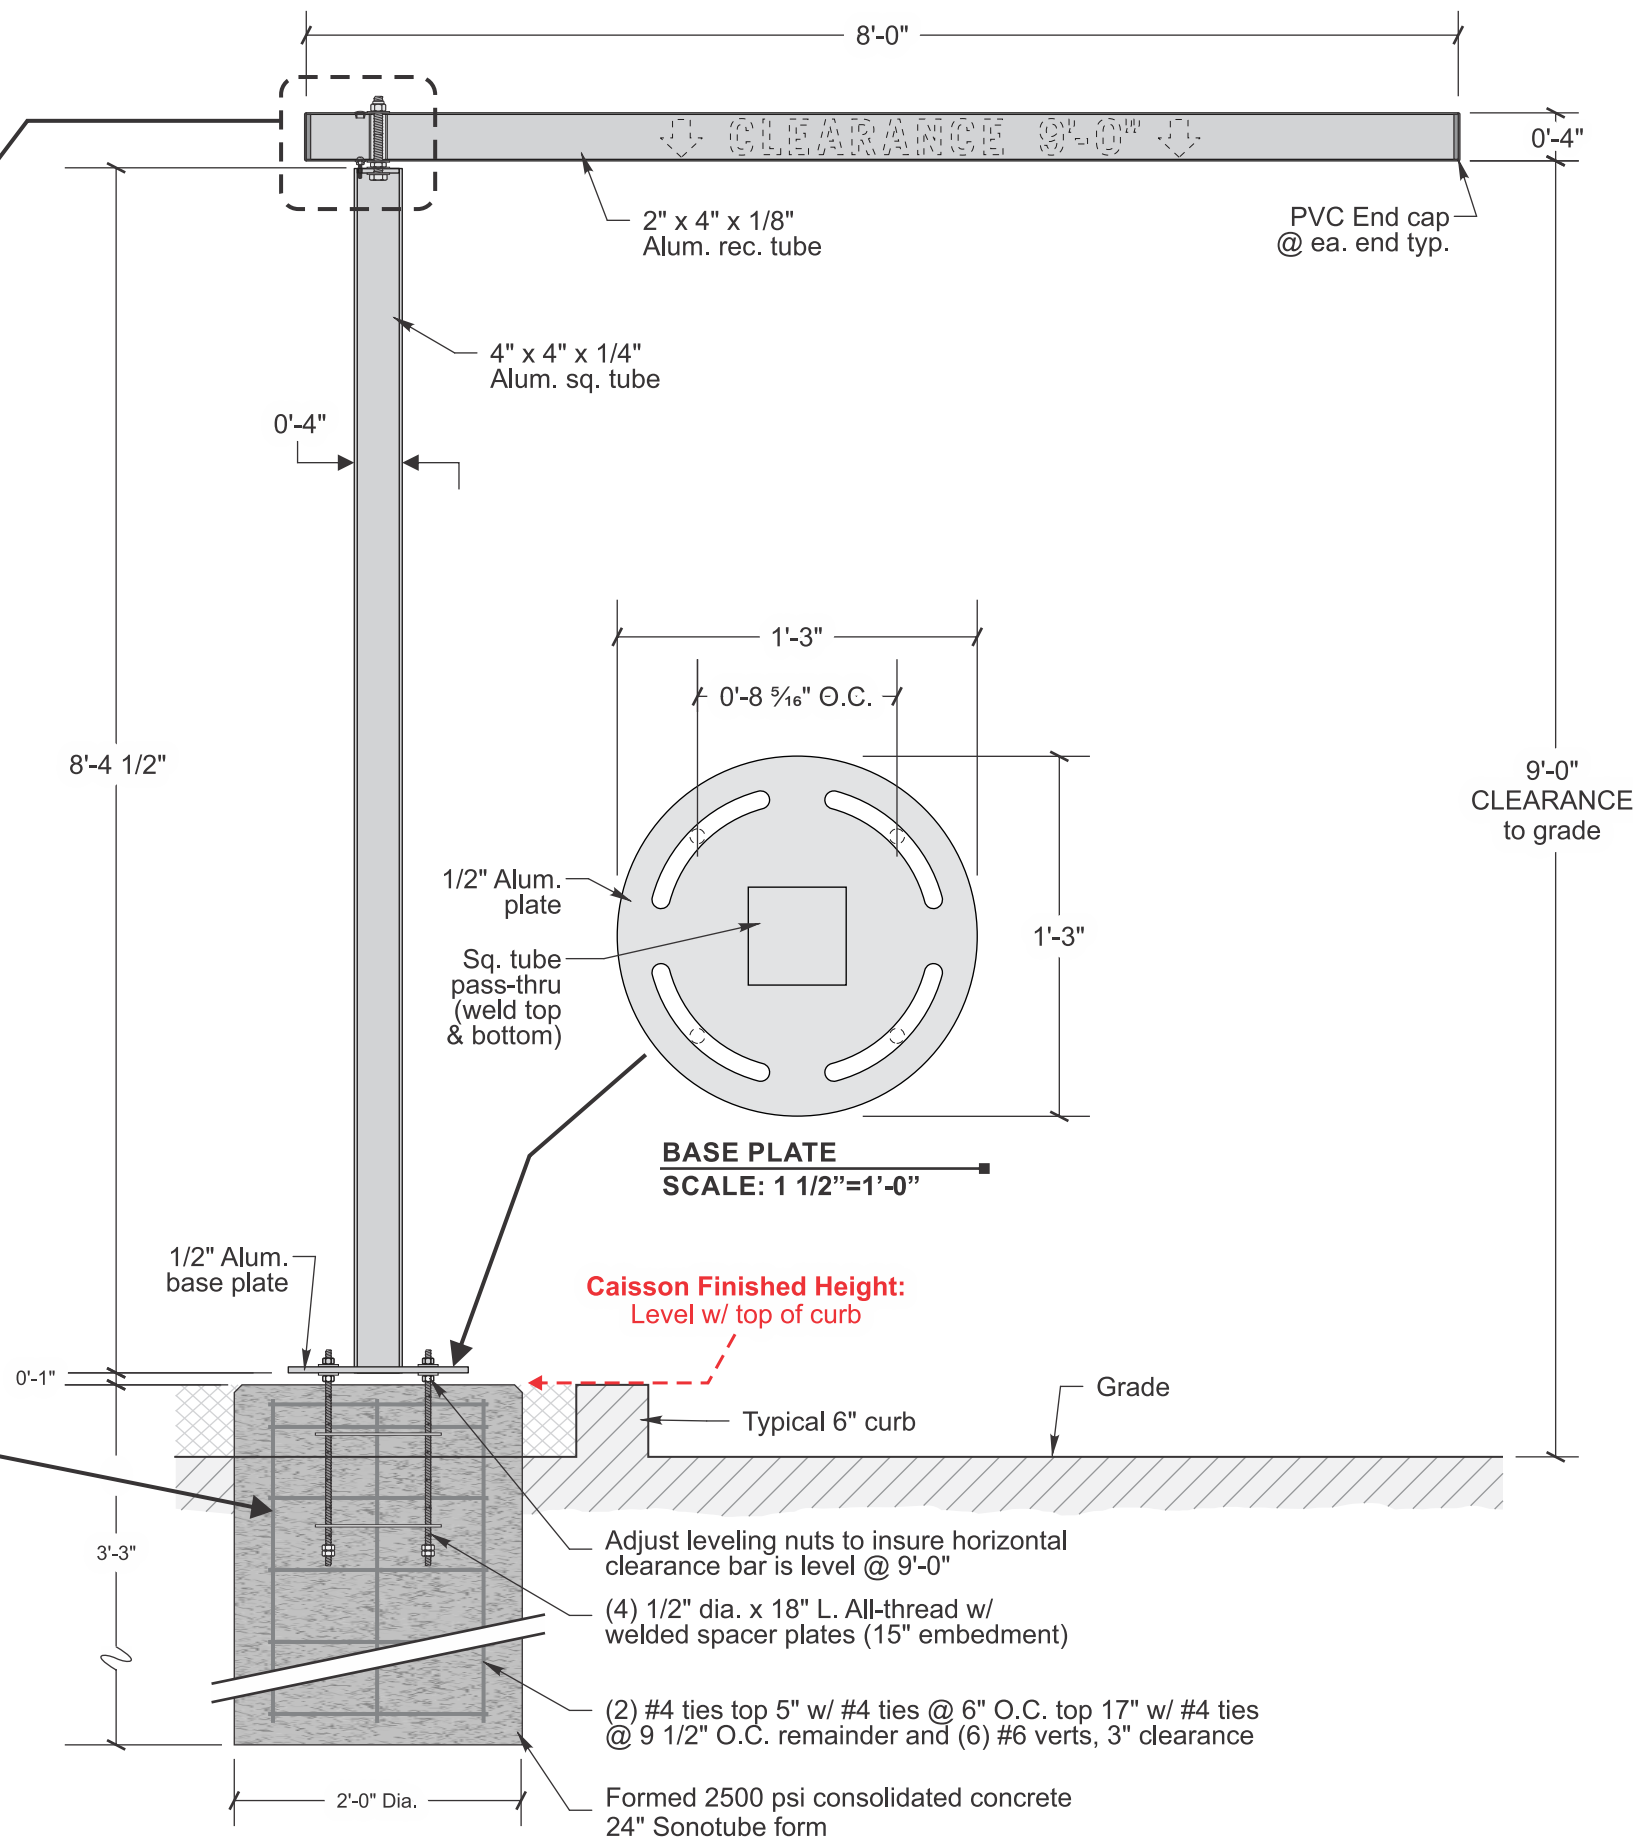 8'-0"
CLEARANCE 9'-0"
0'-4"
2" x 4" x 1/8"
Alum. rec. tube
PVC End cap
@ ea. end typ.
4" x 4" x 1/4"
Alum. sq. tube
0'-4"
1'-3"
0'-8 5⁄16" O.C.
8'-4 1/2"
9'-0"
CLEARANCE
to grade
1/2" Alum.
plate
1'-3"
Sq. tube
pass-thru
(weld top
& bottom)
BASE PLATE
SCALE: 1 1/2”=1’-0”
1/2" Alum.
base plate
Caisson Finished Height:
Level w/ top of curb
0'-1"
Grade
Typical 6" curb
3'-3"
Adjust leveling nuts to insure horizontal
clearance bar is level @ 9'-0"
(4) 1/2" dia. x 18" L. All-thread w/
welded spacer plates (15" embedment)
(2) #4 ties top 5" w/ #4 ties @ 6" O.C. top 17" w/ #4 ties
@ 9 1/2" O.C. remainder and (6) #6 verts, 3" clearance
2'-0" Dia.
Formed 2500 psi consolidated concrete
24" Sonotube form